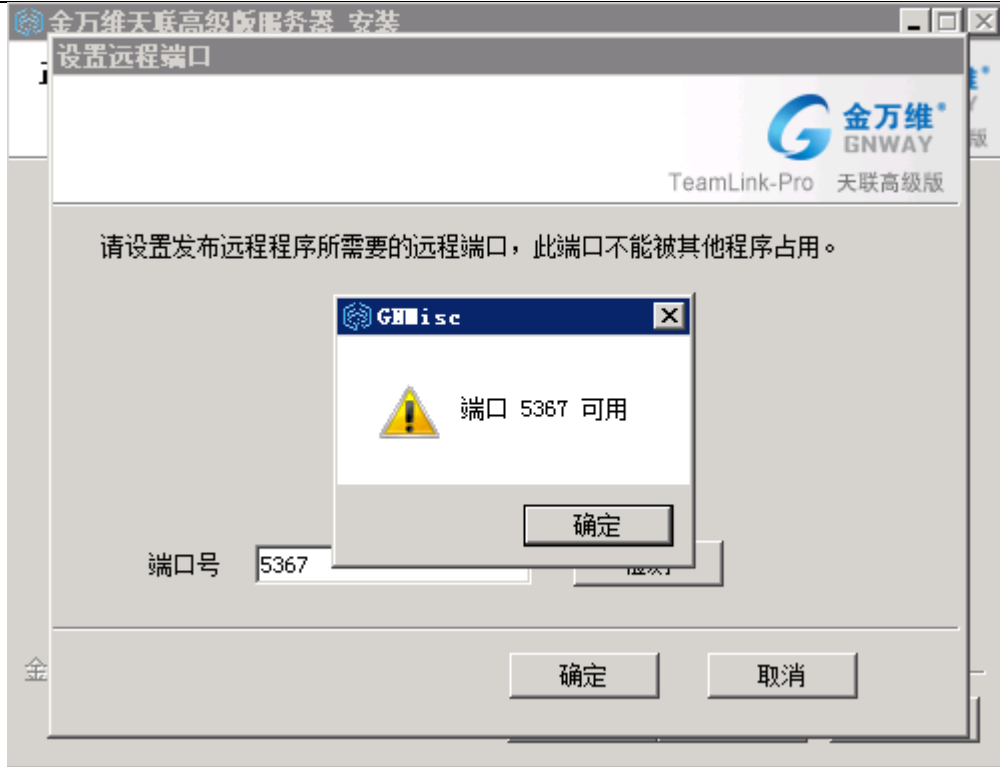 金万维天联高级版服务器 安装
设置远程端口
金万维
GNWAY
TeamLink-Pro 天联高级版
版
请设置发布远程程序所需要的远程端口，此端口不能被其他程序占用。
GNMisc
端口 5367 可用
确定
端口号
5367
金
确定
取消